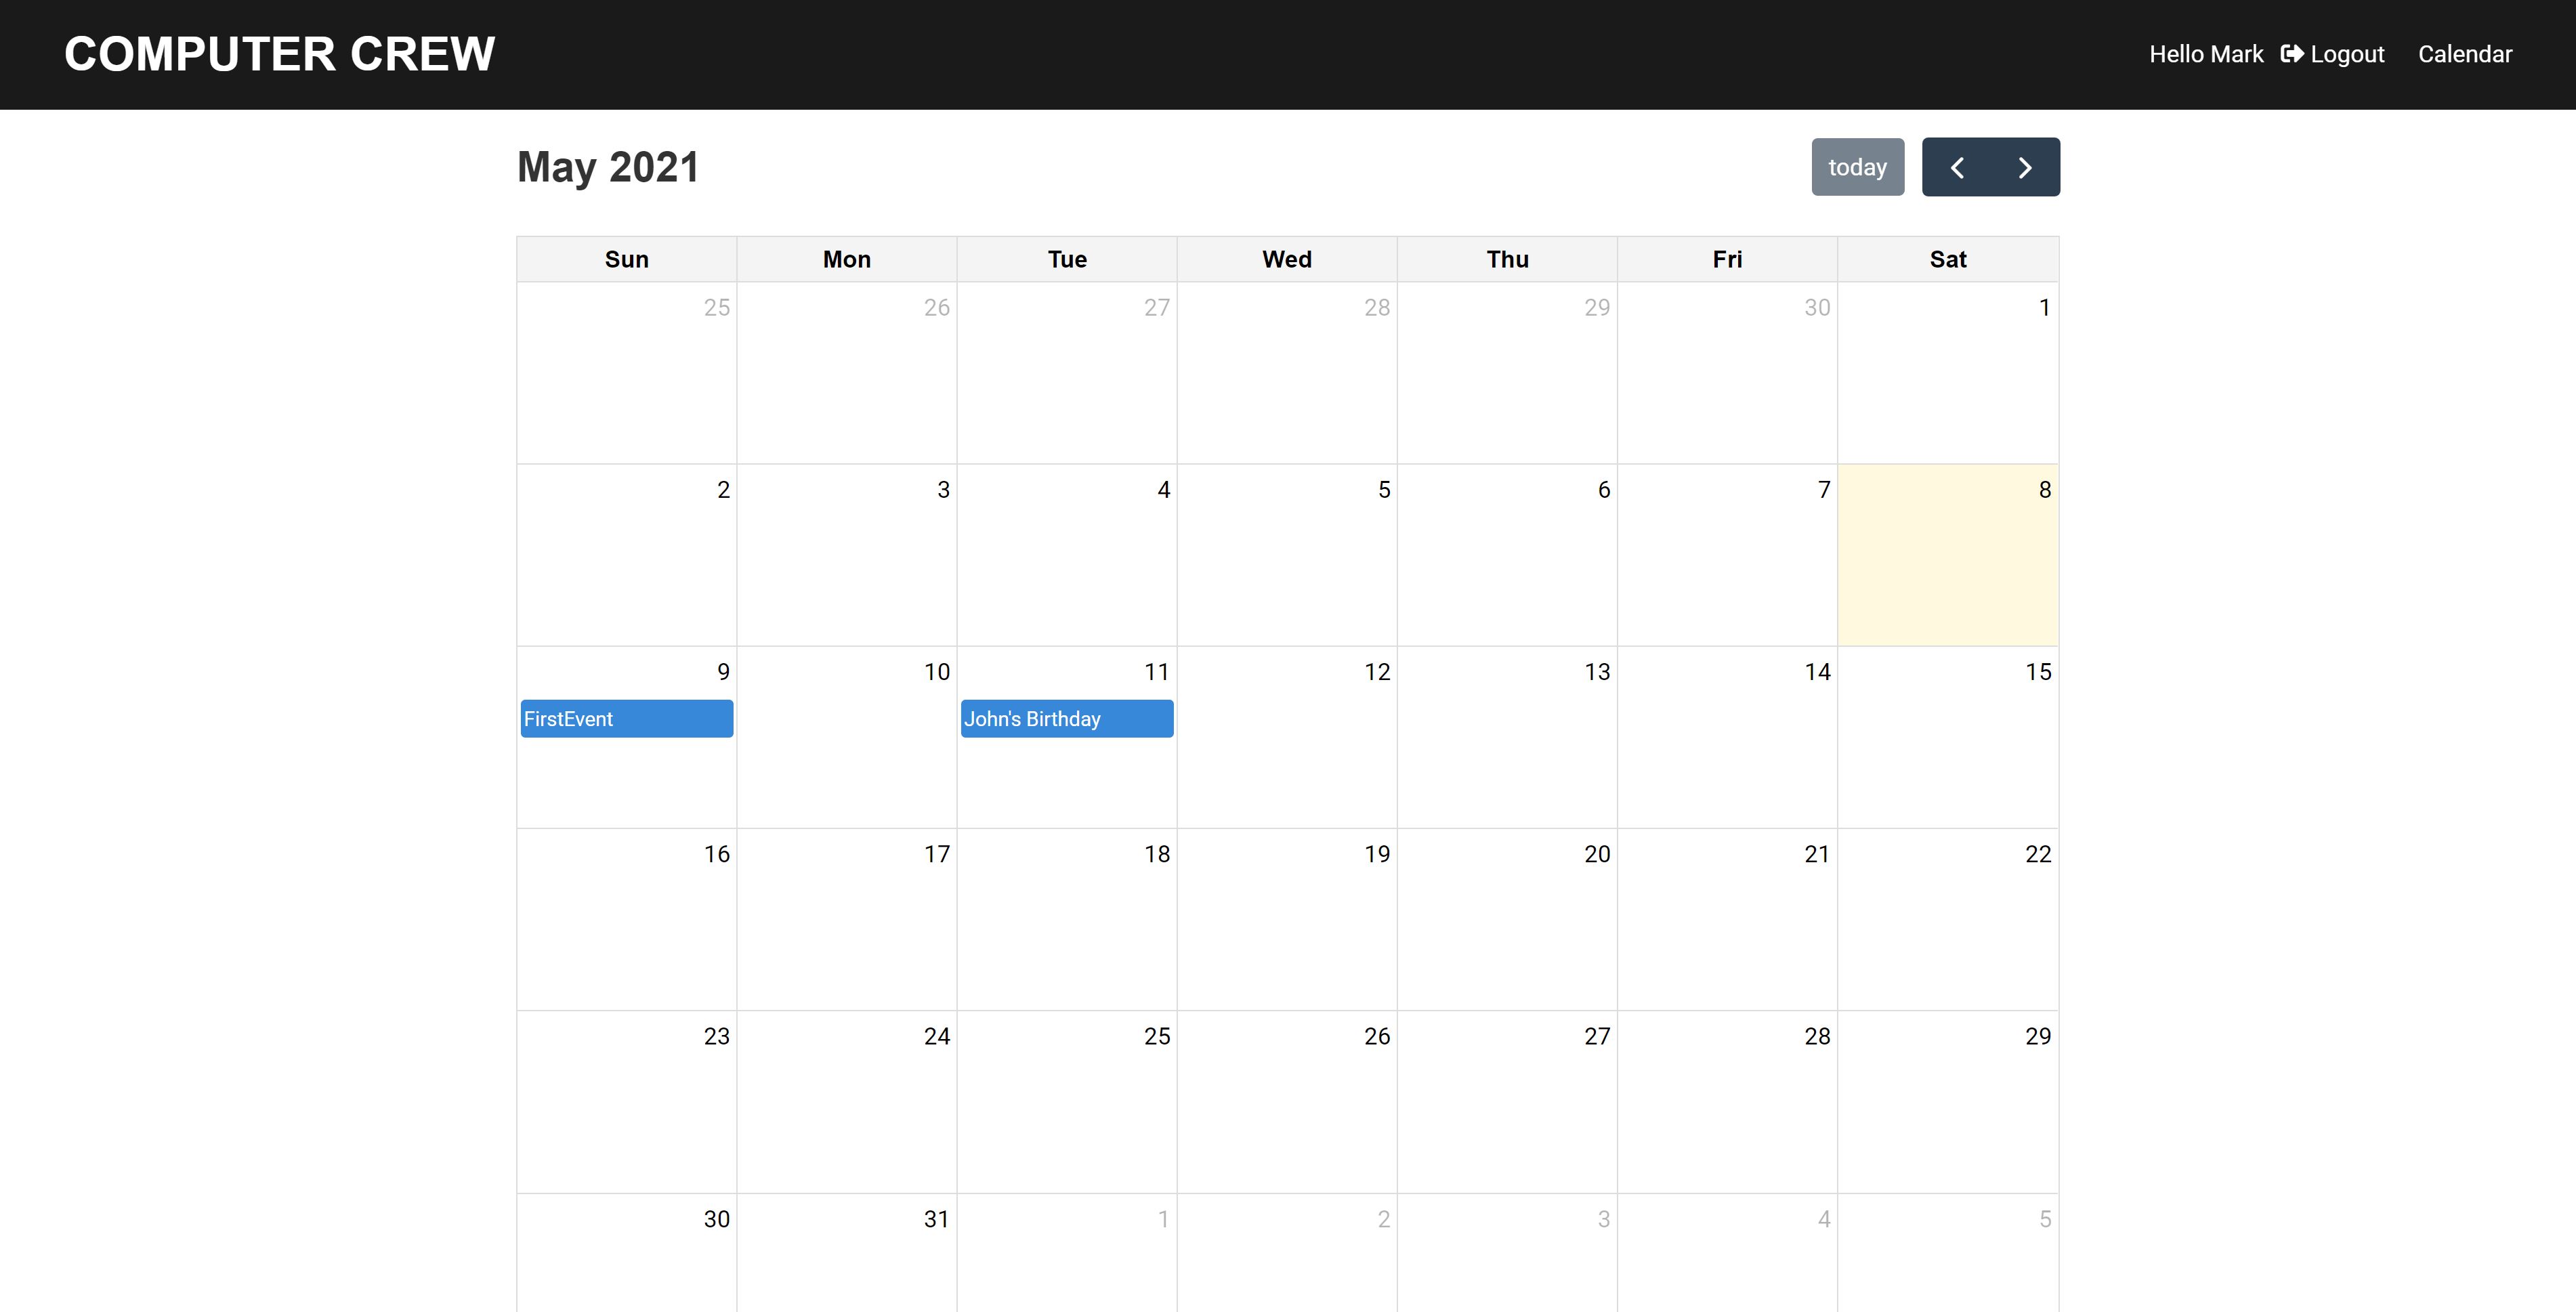 COMPUTER CREW
Hello Mark Logout Calendar
May 2021
today
Sun Mon Tue Wed Thu Fri Sat
25 26 27 28 29 30 1
2 3 4 5 6 7 8
9 10 11 12 13 14 15
FirstEvent John's Birthday
16 17 18 19 20 21 22
23 24 25 26 27 28 29
30 31 1 2 3 4 5